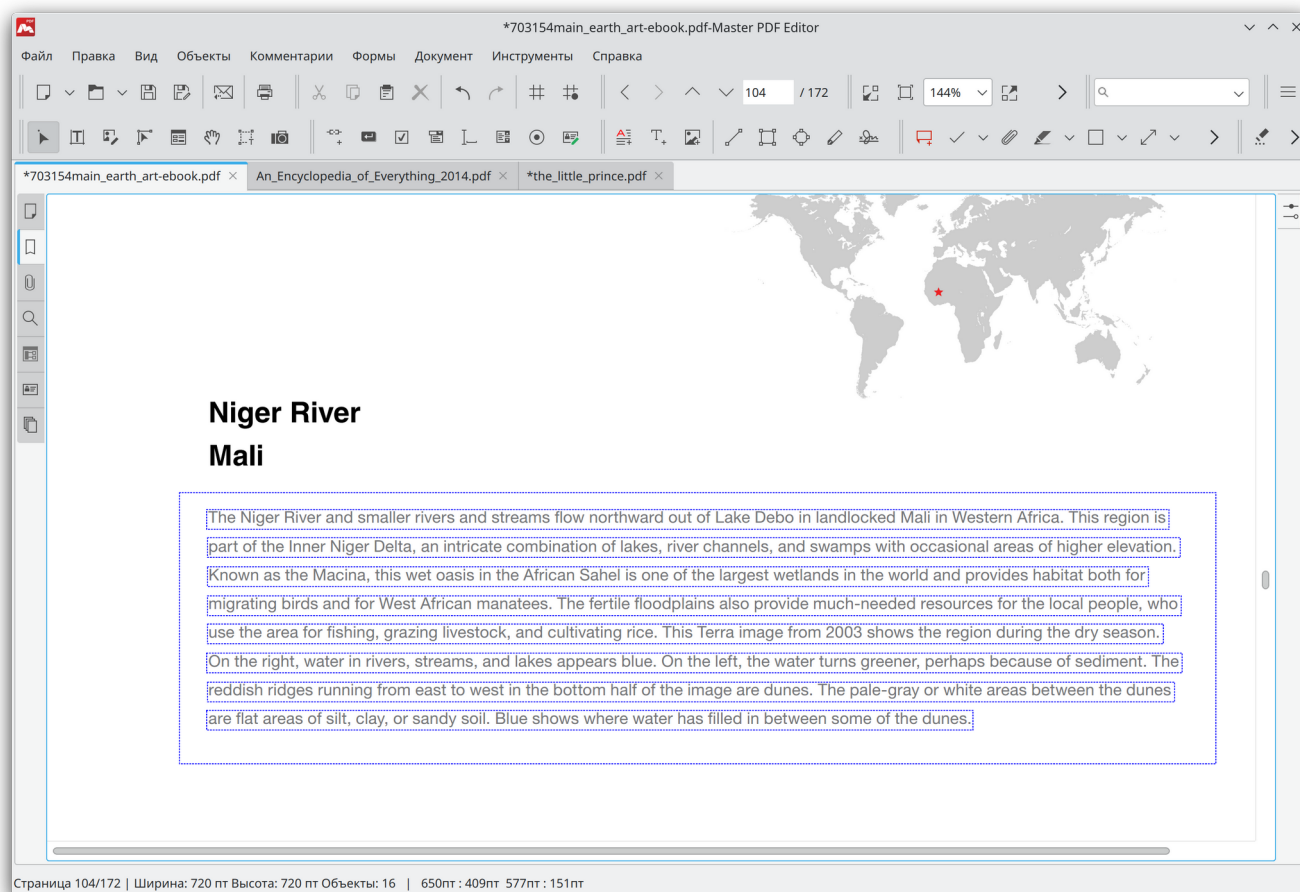 *703154main_earth_art-ebook.pdf-Master PDF Editor
Файл Правка Вид Объекты Комментарии Формы Документ Инструменты Справка
104 / 172 144%
*703154main_earth_art-ebook.pdf An_Encyclopedia_of_Everything_2014.pdf *the_little_prince.pdf
Niger River
Mali
The Niger River and smaller rivers and streams flow northward out of Lake Debo in landlocked Mali in Western Africa. This region is
part of the Inner Niger Delta, an intricate combination of lakes, river channels, and swamps with occasional areas of higher elevation.
Known as the Macina, this wet oasis in the African Sahel is one of the largest wetlands in the world and provides habitat both for
migrating birds and for West African manatees. The fertile floodplains also provide much-needed resources for the local people, who
use the area for fishing, grazing livestock, and cultivating rice. This Terra image from 2003 shows the region during the dry season.
On the right, water in rivers, streams, and lakes appears blue. On the left, the water turns greener, perhaps because of sediment. The
reddish ridges running from east to west in the bottom half of the image are dunes. The pale-gray or white areas between the dunes
are flat areas of silt, clay, or sandy soil. Blue shows where water has filled in between some of the dunes.
Страница 104/172 | Ширина: 720 пт Высота: 720 пт Объекты: 16 | 650пт : 409пт 577пт : 151пт